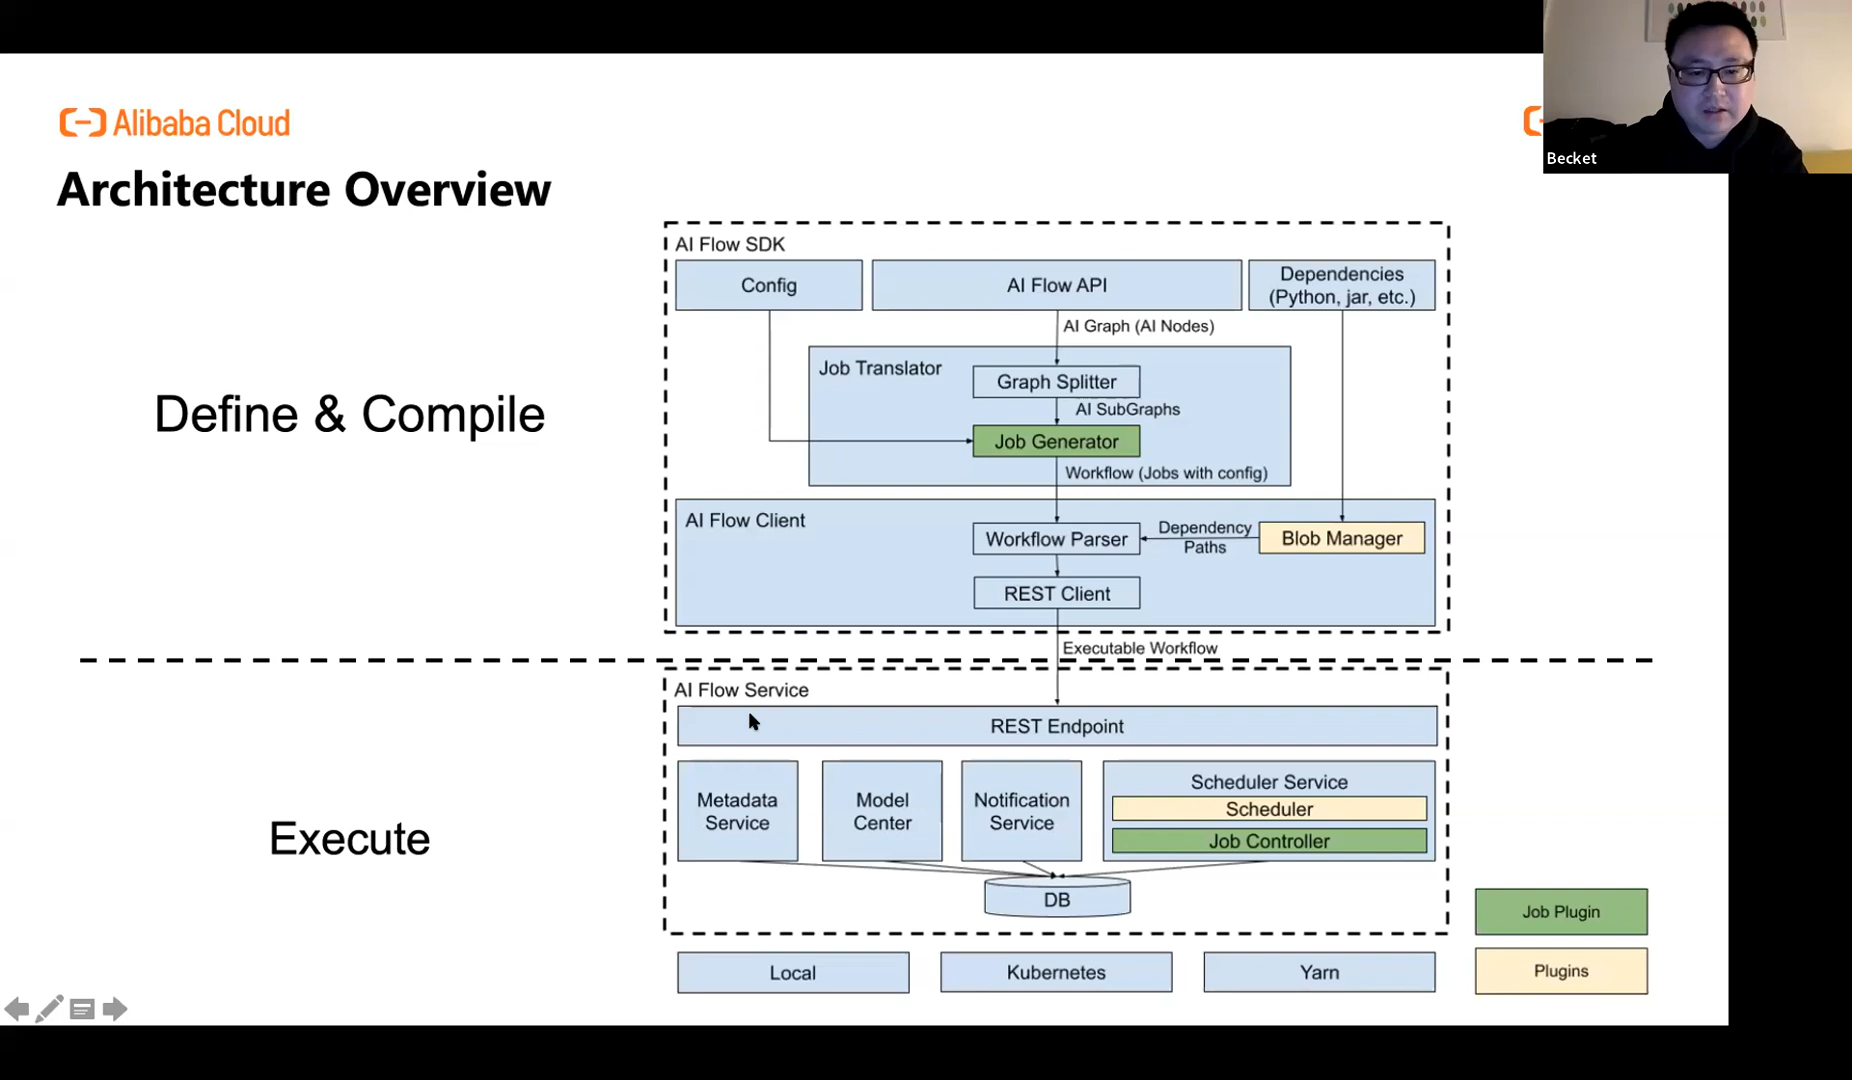 Alibaba Cloud
Becket
Architecture Overview
AI Flow SDK
Config
AI Flow API
Dependencies
(Python, jar, etc.)
AI Graph (AI Nodes)
Job Translator
Graph Splitter
AI SubGraphs
Job Generator
Workflow (Jobs with config)
Define & Compile
AI Flow Client
Workflow Parser
Dependency
Paths
Blob Manager
REST Client
Executable Workflow
AI Flow Service
REST Endpoint
Metadata
Service
Model
Center
Notification
Service
Scheduler Service
Scheduler
Job Controller
Execute
DB
Job Plugin
Local
Kubernetes
Yarn
Plugins